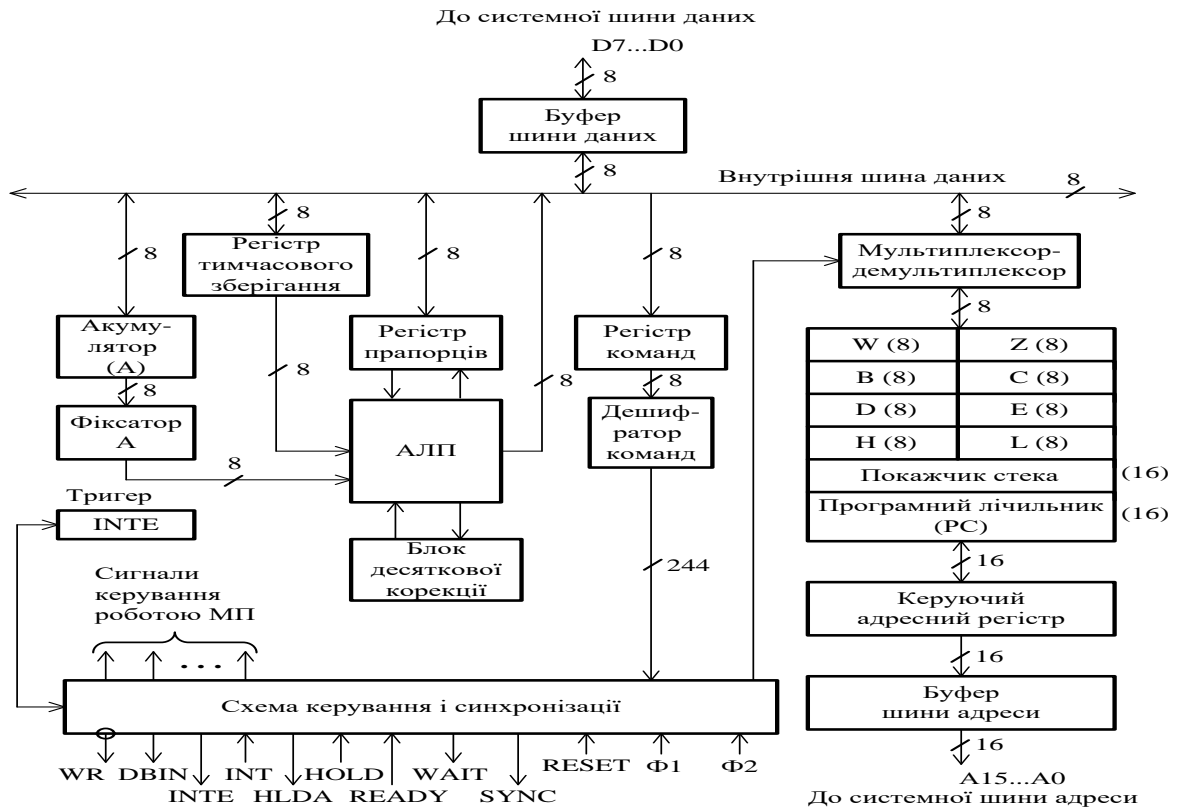 До системної шини даних
D7...D0
8
Буфер
шини даних
8
Внутрішня шина даних
8
8
8
8
8
8
Регістр
тимчасового
зберігання
Мультиплексор-
демультиплексор
8
Акуму-
лятор
(А)
Регістр
прапорців
Регістр
команд
W (8)
Z (8)
B (8)
C (8)
D (8)
E (8)
H (8)
L (8)
Покажчик стека
(16)
Програмний лічильник
(PC)
(16)
8
8
8
8
Фіксатор
А
АЛП
Дешиф-
ратор
команд
8
Тригер
INTE
Блок
десяткової
корекції
244
16
Сигнали
керування
роботою МП
...
Керуючий
адресний регістр
16
Схема керування і синхронізації
Буфер
шини адреси
16
WR
DBIN
INTE
INT
HLDA
HOLD
READY
WAIT
SYNC
RESET
Ф1
Ф2
A15...A0
До системної шини адреси